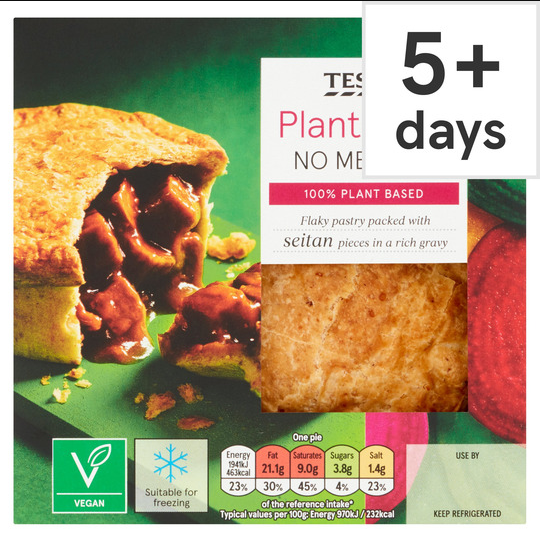 5+
days
TES
Plant
NO ME
100% PLANT BASED
Flaky pastry packed with
seitan pieces in a rich gravy
One pie
Energy
1941kJ
463kcal
23%
Fat
21.1g
30%
Saturates
9.0g
45%
Sugars
3.8g
4%
Salt
1.4g
23%
of the reference intake*
Typical values per 100g: Energy 970kJ / 232kcal
VEGAN
Suitable for
freezing
USE BY
KEEP REFRIGERATED